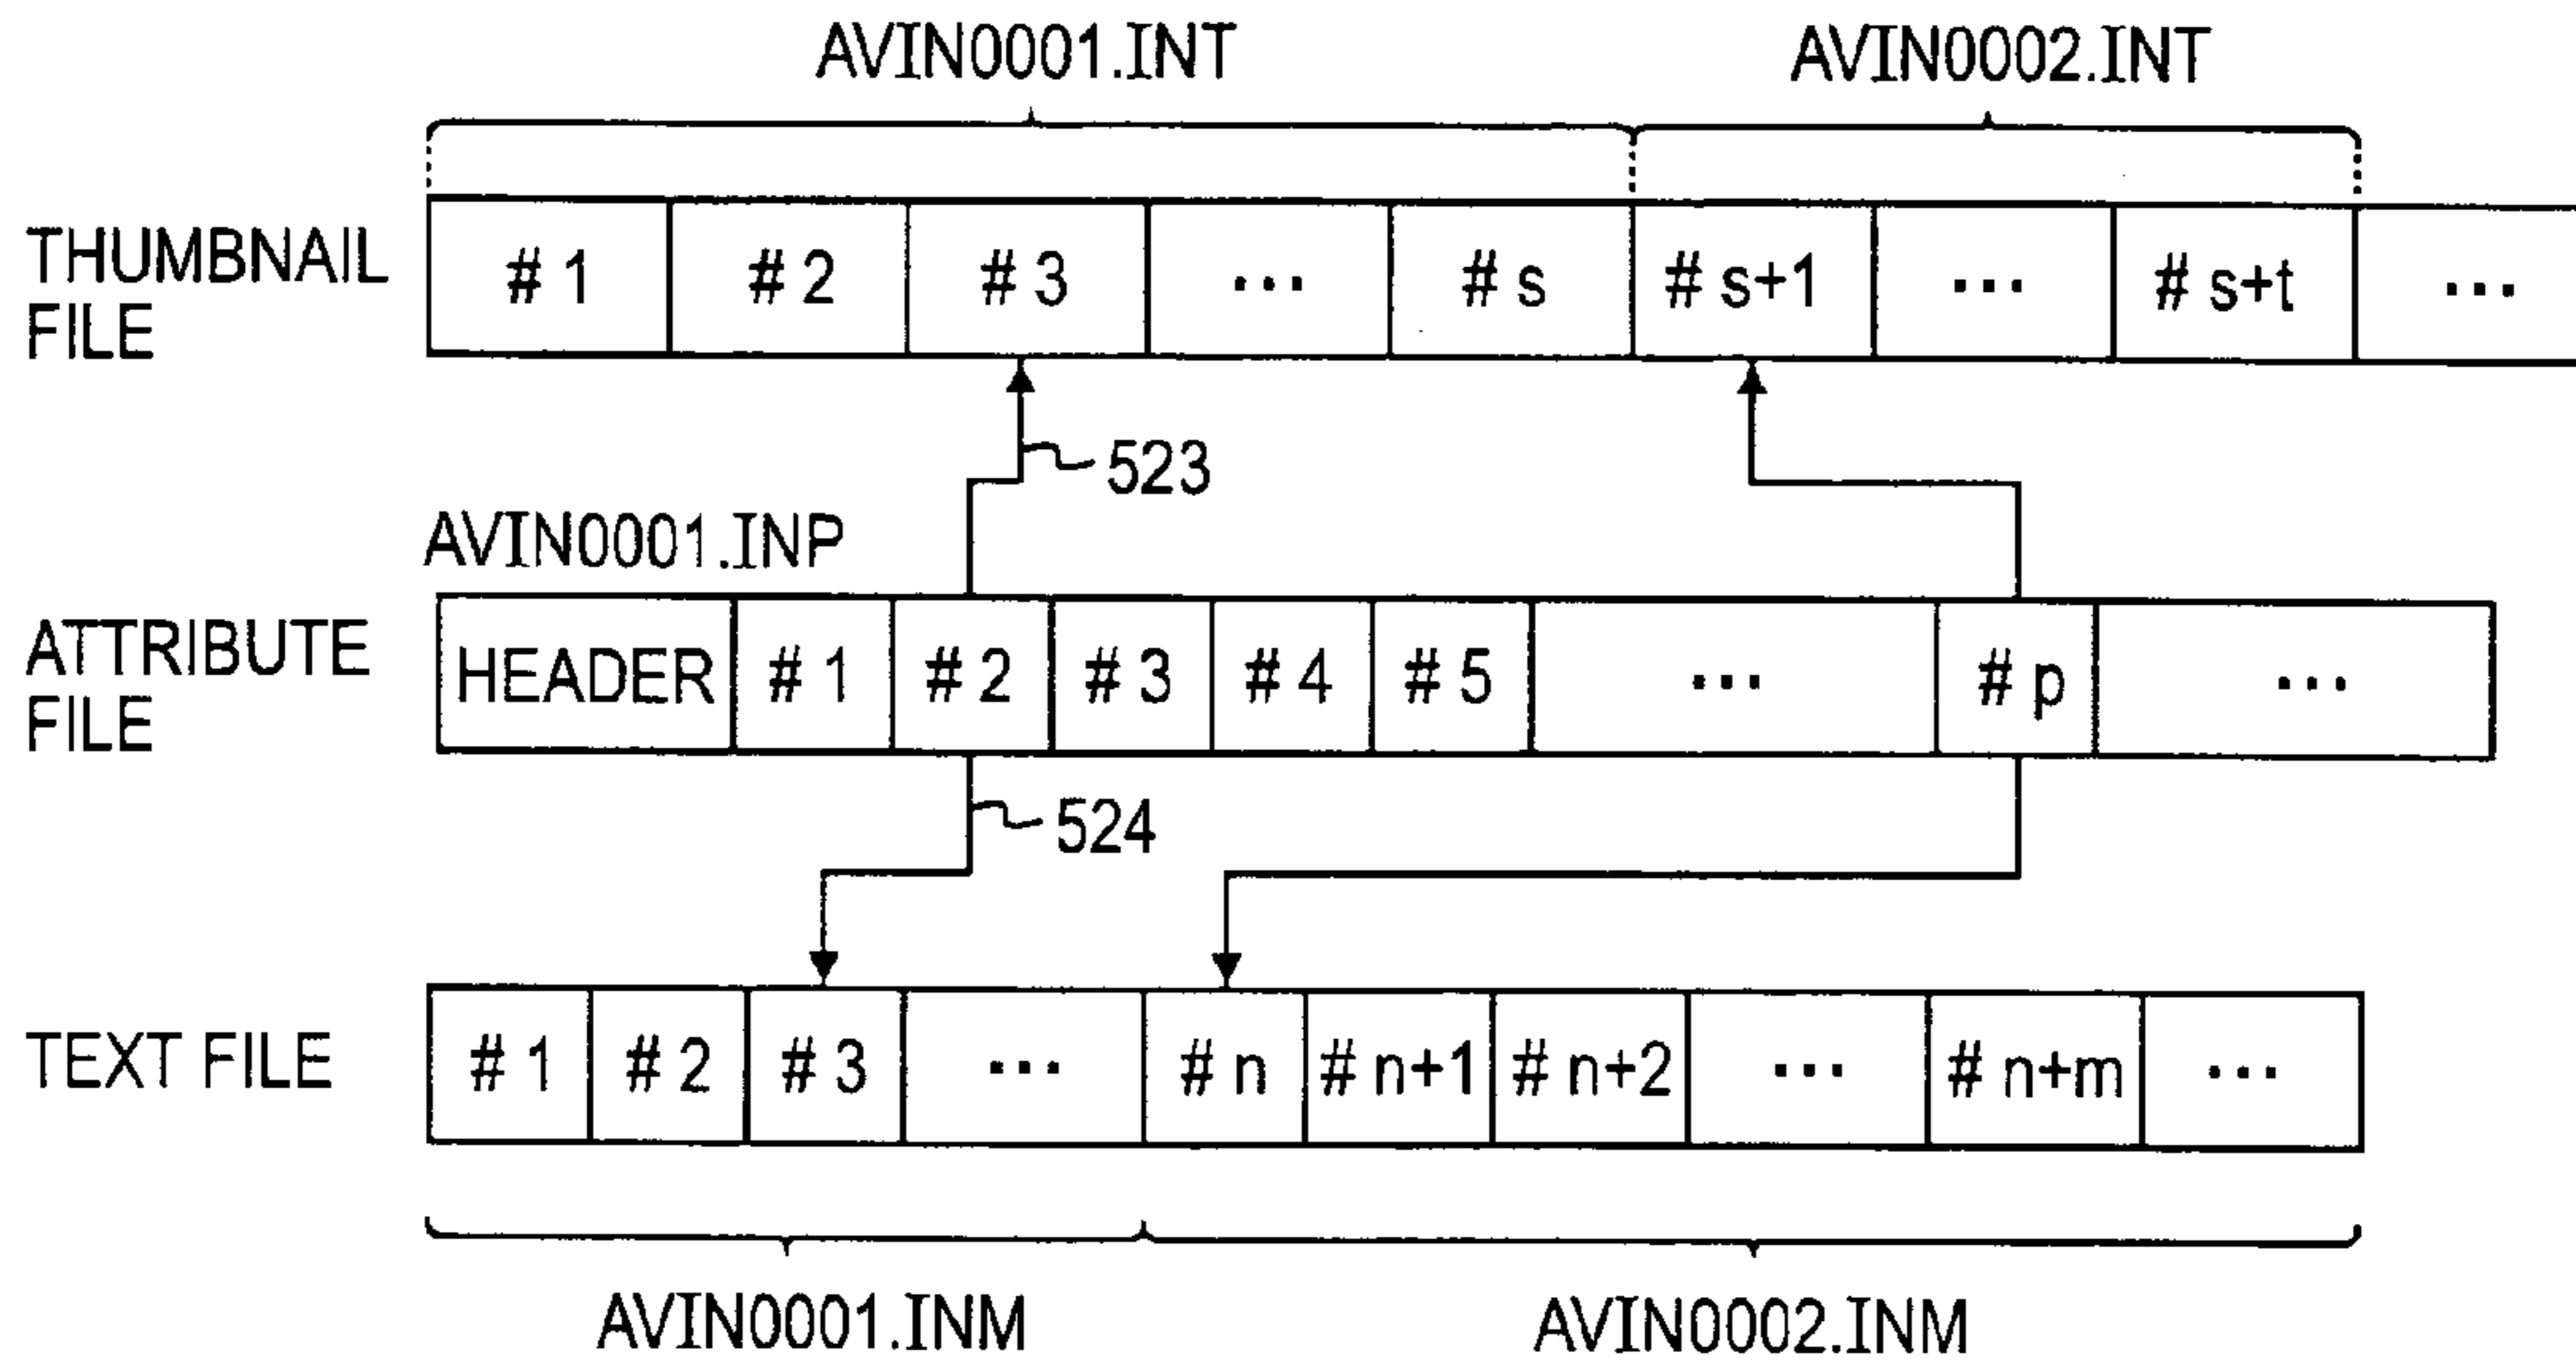 AVIN0001.INT AVIN0002.INT
THUMBNAIL
FILE
# 1 # 2 # 3 ... # s # s+1 ... # s+t ...
523
AVIN0001.INP
ATTRIBUTE
FILE
HEADER # 1 # 2 # 3 # 4 # 5 ... # p ...
524
TEXT FILE
# 1 # 2 # 3 ... # n # n+1 # n+2 ... # n+m ...
AVIN0001.INM AVIN0002.INM